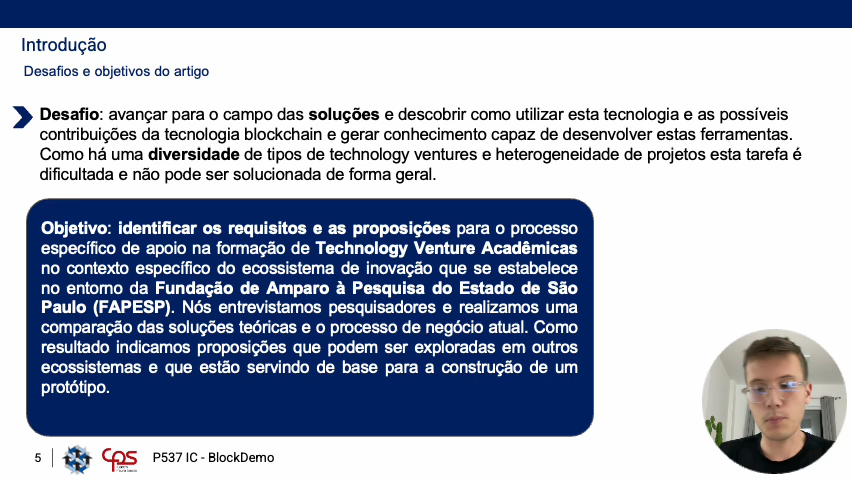 Introdução
Desafios e objetivos do artigo
Desafio: avançar para o campo das soluções e descobrir como utilizar esta tecnologia e as possíveis
contribuições da tecnologia blockchain e gerar conhecimento capaz de desenvolver estas ferramentas.
Como há uma diversidade de tipos de technology ventures e heterogeneidade de projetos esta tarefa é
dificultada e não pode ser solucionada de forma geral.
Objetivo: identificar os requisitos e as proposições para o processo
específico de apoio na formação de Technology Venture Acadêmicas
no contexto específico do ecossistema de inovação que se estabelece
no entorno da Fundação de Amparo à Pesquisa do Estado de São
Paulo (FAPESP). Nós entrevistamos pesquisadores e realizamos uma
comparação das soluções teóricas e o processo de negócio atual. Como
resultado indicamos proposições que podem ser exploradas em outros
ecossistemas e que estão servindo de base para a construção de um
protótipo.
5
cps
P537 IC - BlockDemo